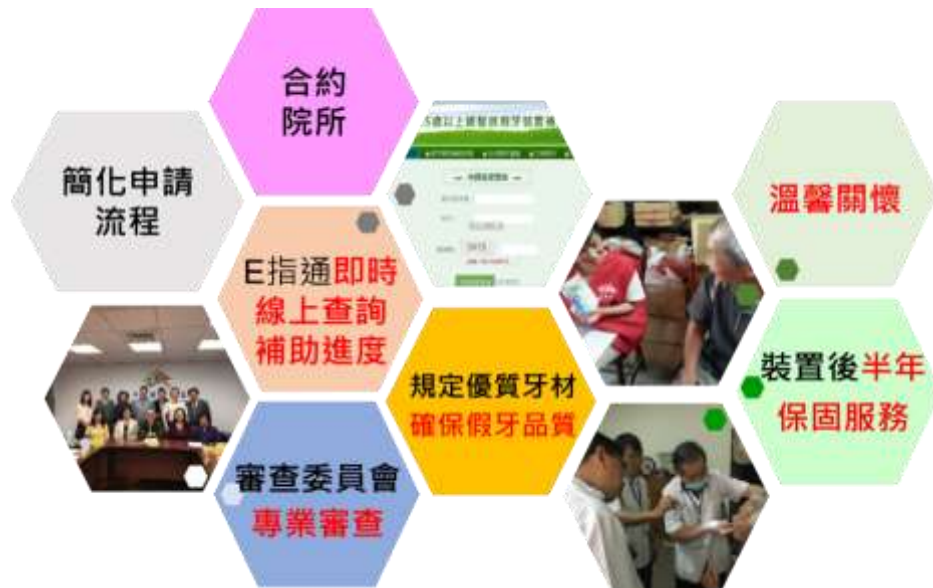 合約
院所
簡化申請
流程
溫馨關懷
E指通即時
線上查詢
補助進度
規定優質牙材
確保假牙品質
裝置後半年
保固服務
審查委員會
專業審查